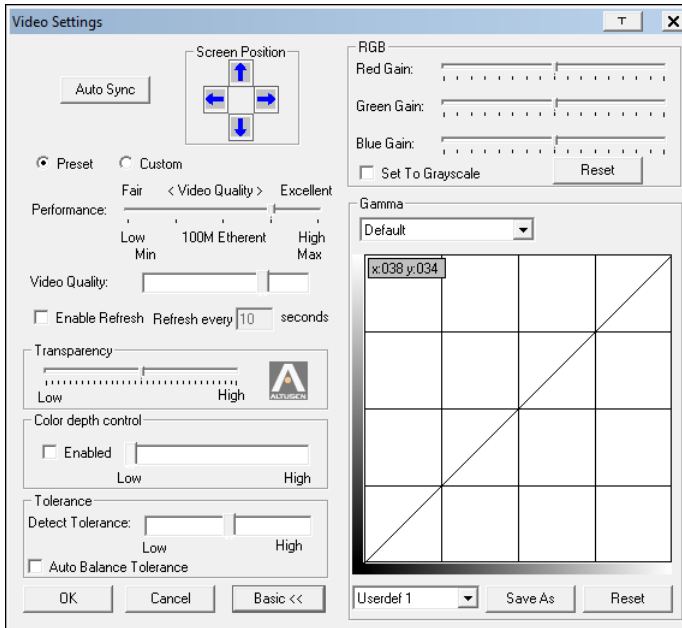 Video Settings
T X
Auto Sync
Screen Position
Preset Custom
Fair < Video Quality > Excellent
Performance:
Low 100M Etherent High
Min Max
Video Quality:
Enable Refresh Refresh every 10 seconds
Transparency
Low High
ALTUSEN
Color depth control
Enabled
Low High
Tolerance
Detect Tolerance:
Low High
Auto Balance Tolerance
OK Cancel Basic <<
RGB
Red Gain:
Green Gain:
Blue Gain:
Set To Grayscale Reset
Gamma
Default
x:038 y:034
Userdef 1 Save As Reset